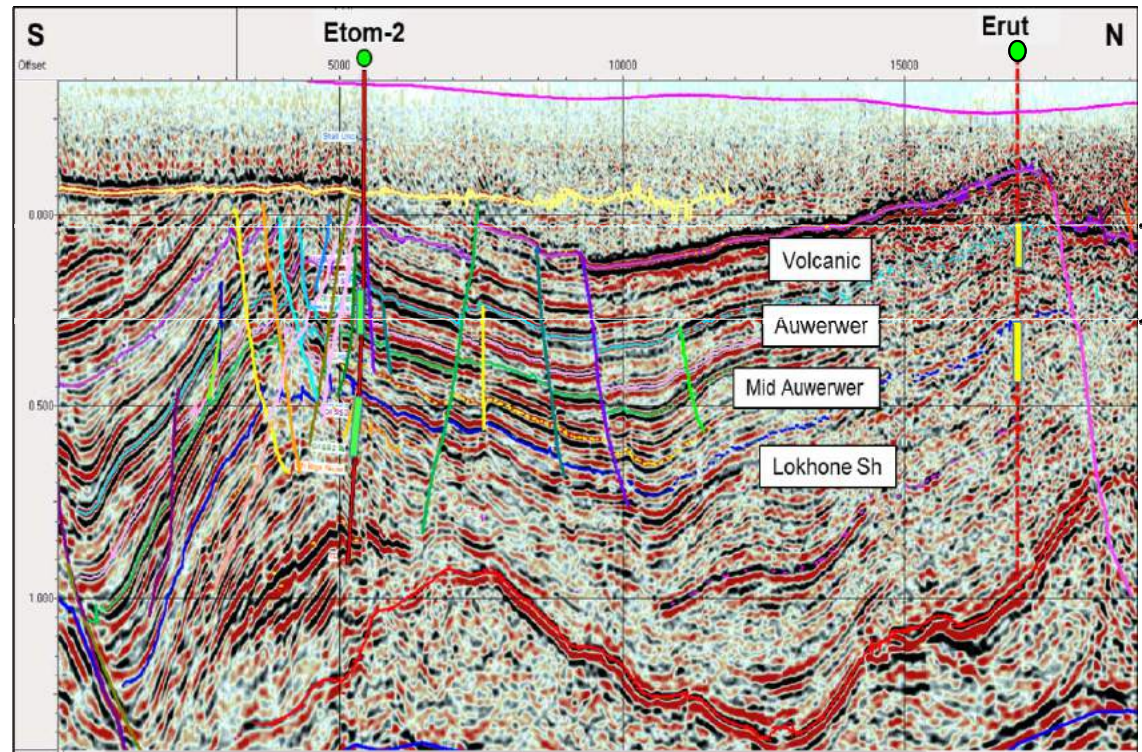 S
Etom-2
Erut
N
Offset
5000
10000
15000
0.000
Volcanic
Auwerwer
Mid Auwerwer
0.500
Lokhone Sh
1.000